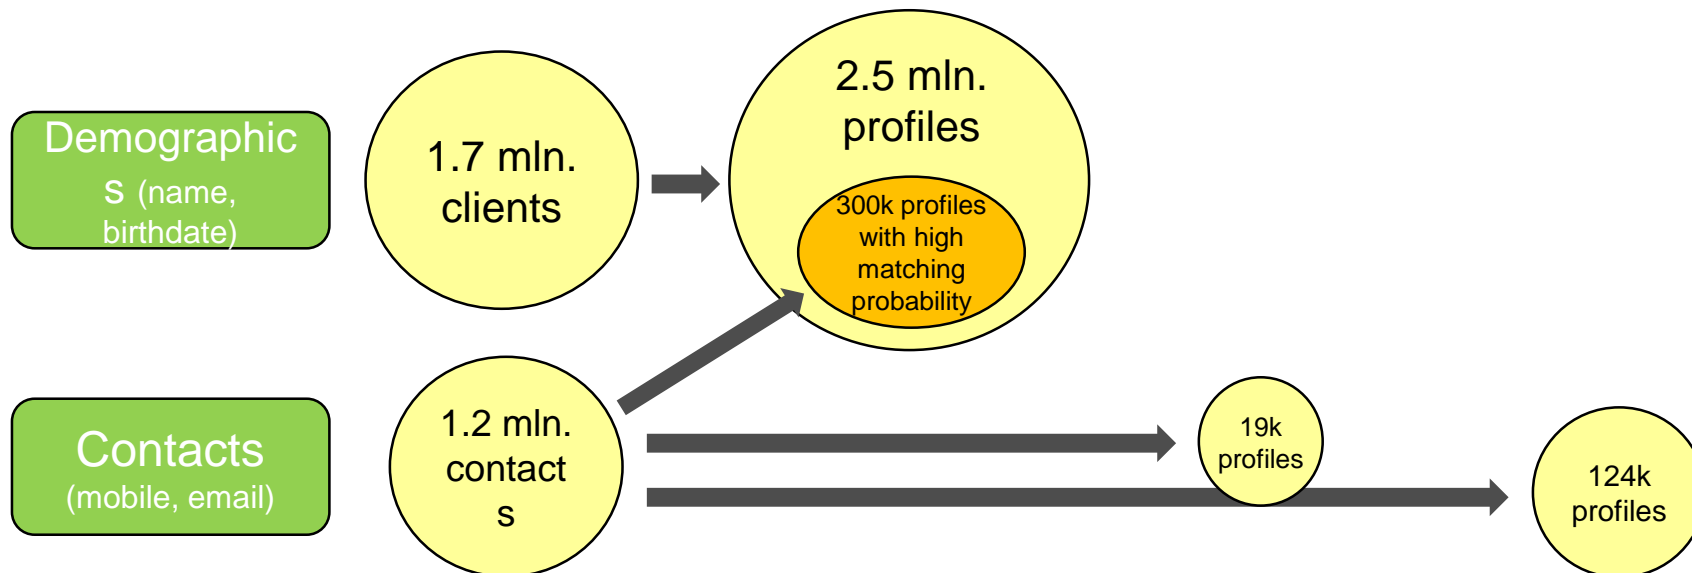 Demographic
s (name,
birthdate)
1.7 mln.
clients
2.5 mln.
profiles
300k profiles
with high
matching
probability
Contacts
(mobile, email)
1.2 mln.
contact
s
19k
profiles
124k
profiles